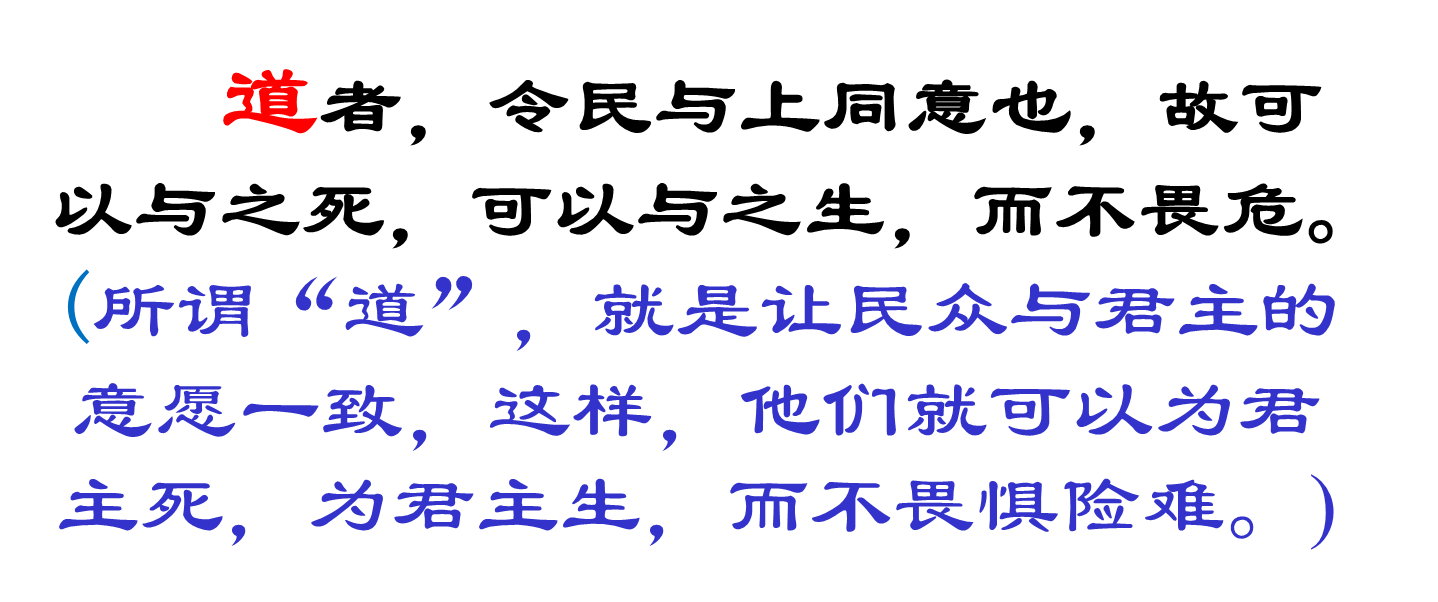 道者，令民与上同意也，故可
以与之死，可以与之生，而不畏危。
(所谓“道”，就是让民众与君主的
意愿一致，这样，他们就可以为君
主死，为君主生，而不畏惧险难。)